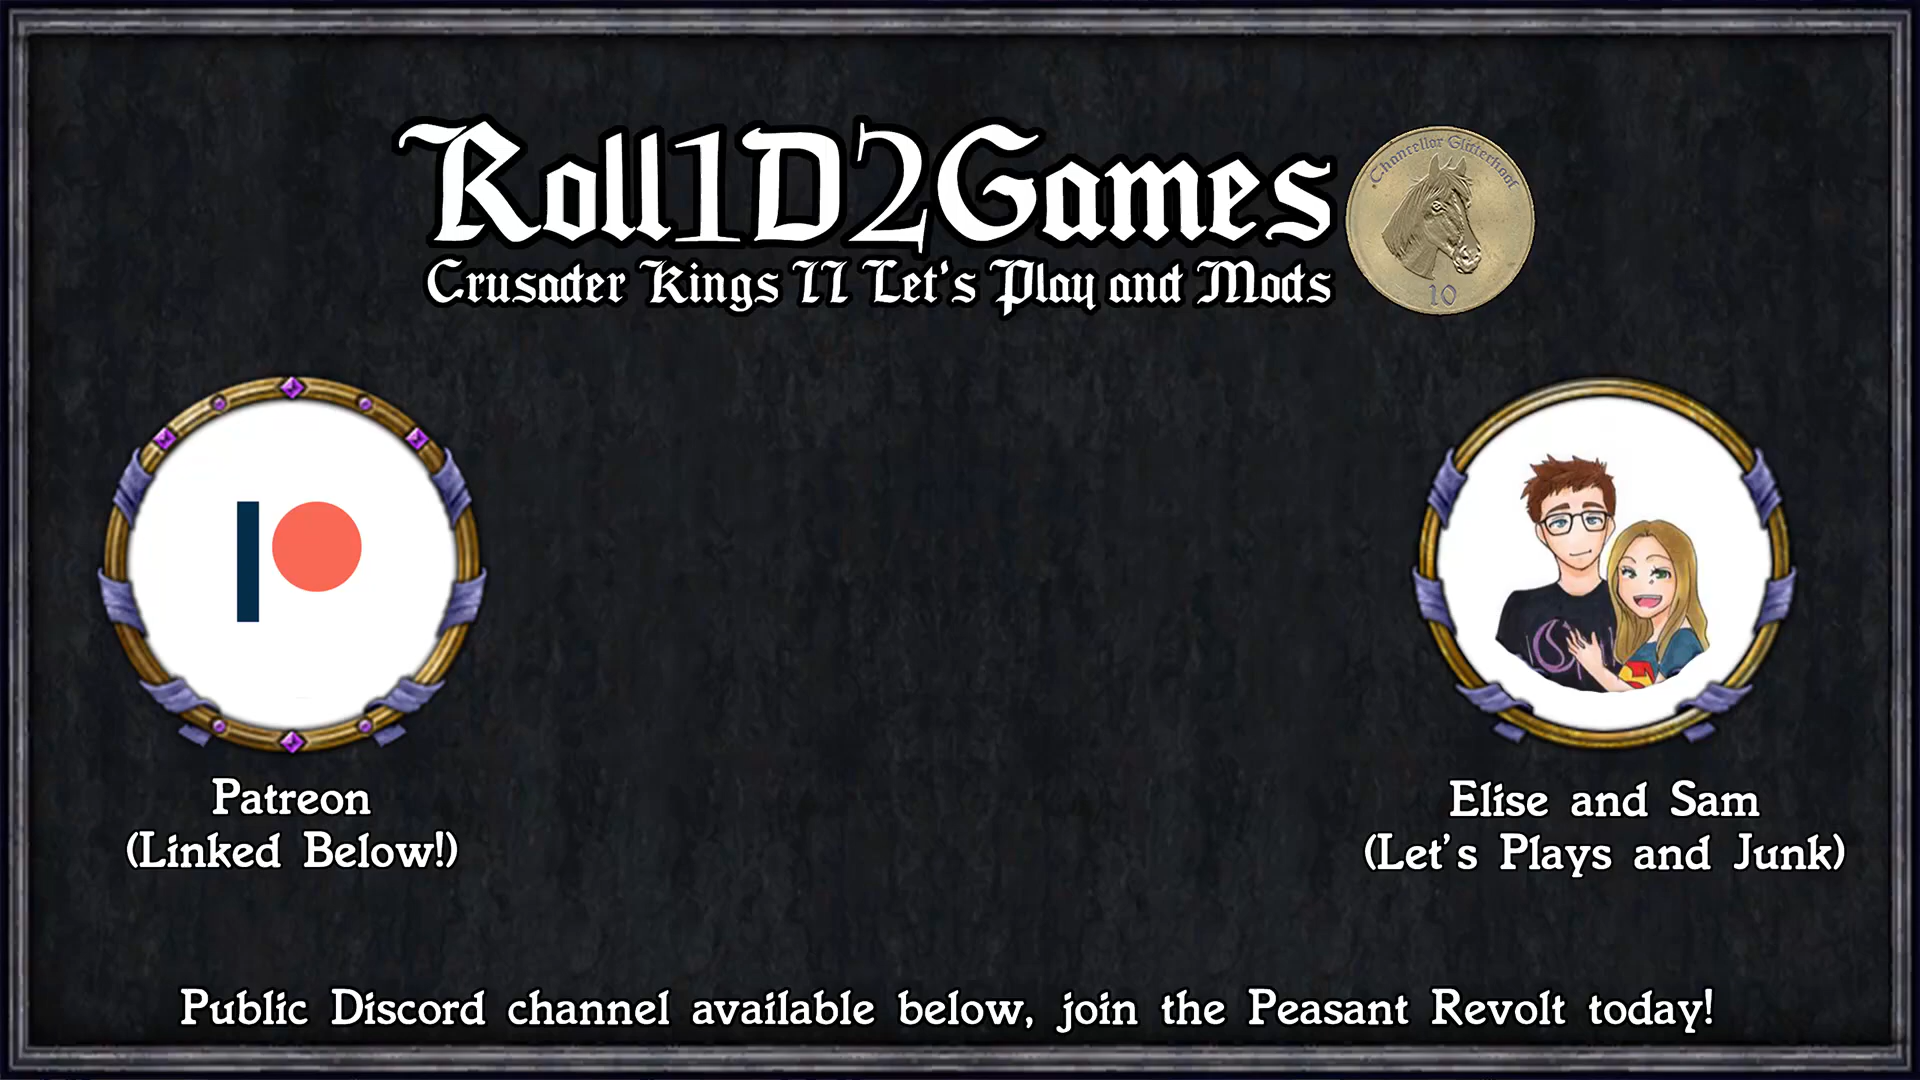 Roll1D2Games
Crusader Kings II Let's Play and Mods
Chancellor Glitterhoof
10
Patreon
(Linked Below!)
Elise and Sam
(Let's Plays and Junk)
Public Discord channel available below, join the Peasant Revolt today!